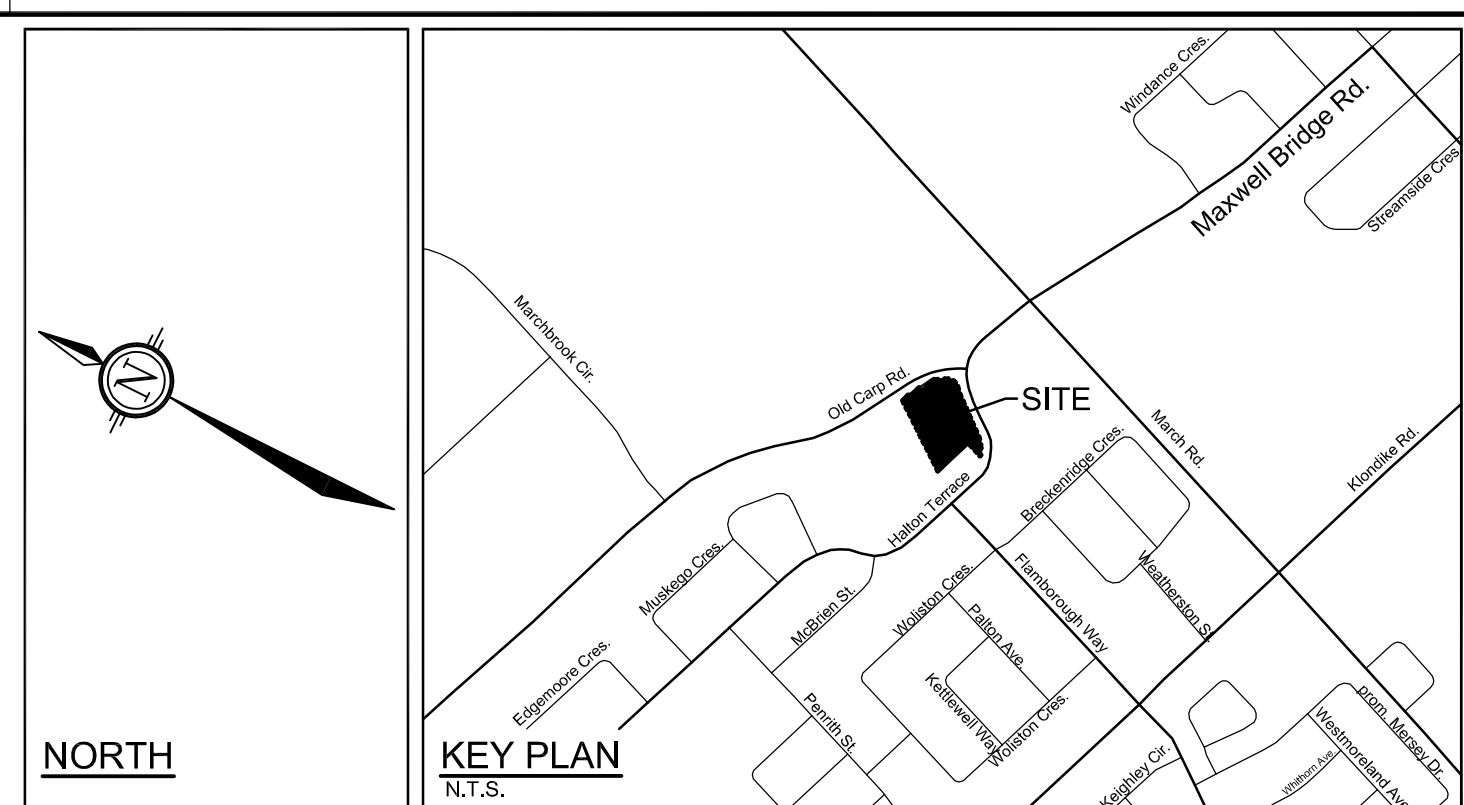 Windance Cres.
Maxwell Bridge Rd.
Streamside Cres.
Marchbrook Cir.
Old Carp Rd.
SITE
March Rd.
Breckenridge Cres.
Klondike Rd.
Halton Terrace
Muskego Cres.
McBrien St.
Woliston Cres.
Flamborough Way
Weatherston St.
Palton Ave.
Edgemoore Cres.
Kettlewell Way
Woliston Cres.
Penrith St.
prom. Mersey Dr.
Westmoreland Ave.
Whithorn Ave.
Keighley Cir.
N
NORTH
KEY PLAN
N.T.S.